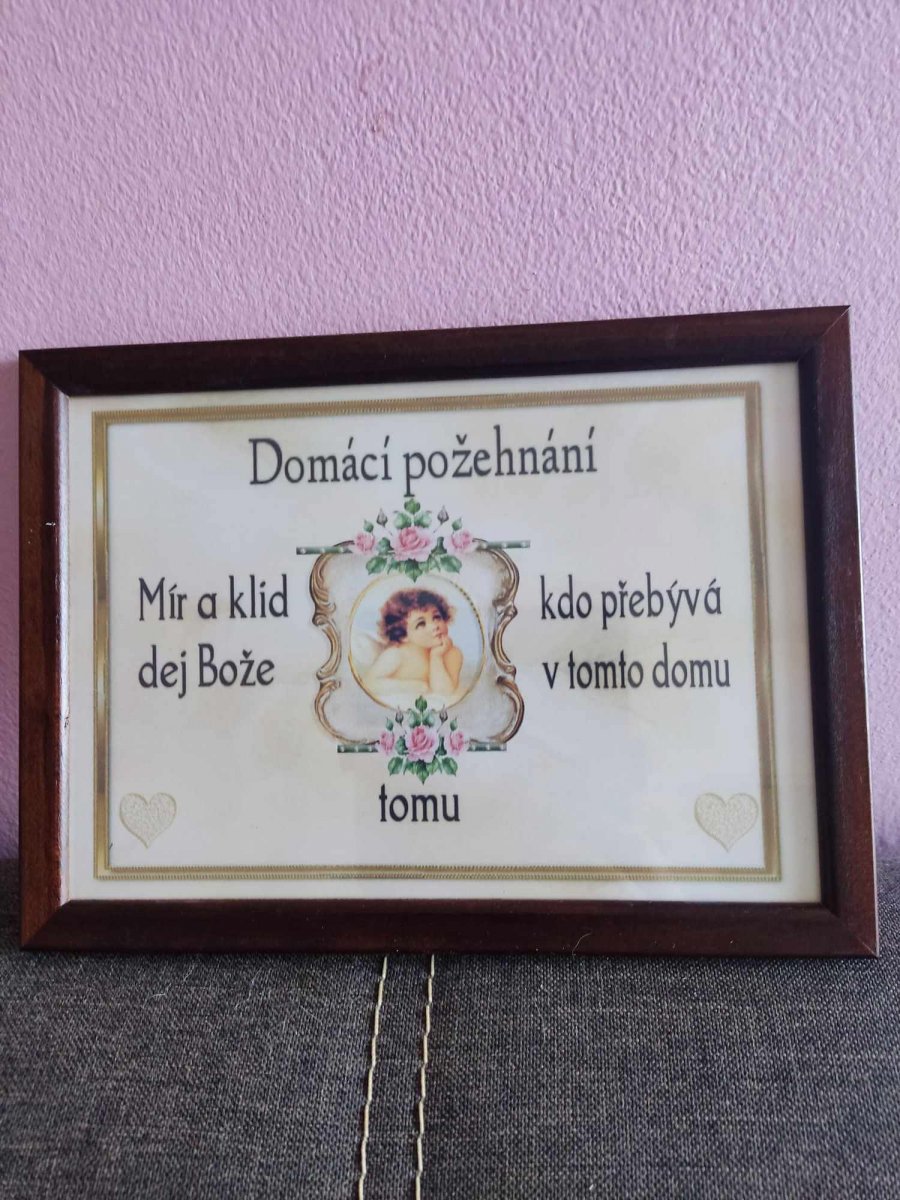 Domácí požehnání
Mír a klid
dej Bože
tomu
kdo přebývá
v tomto domu